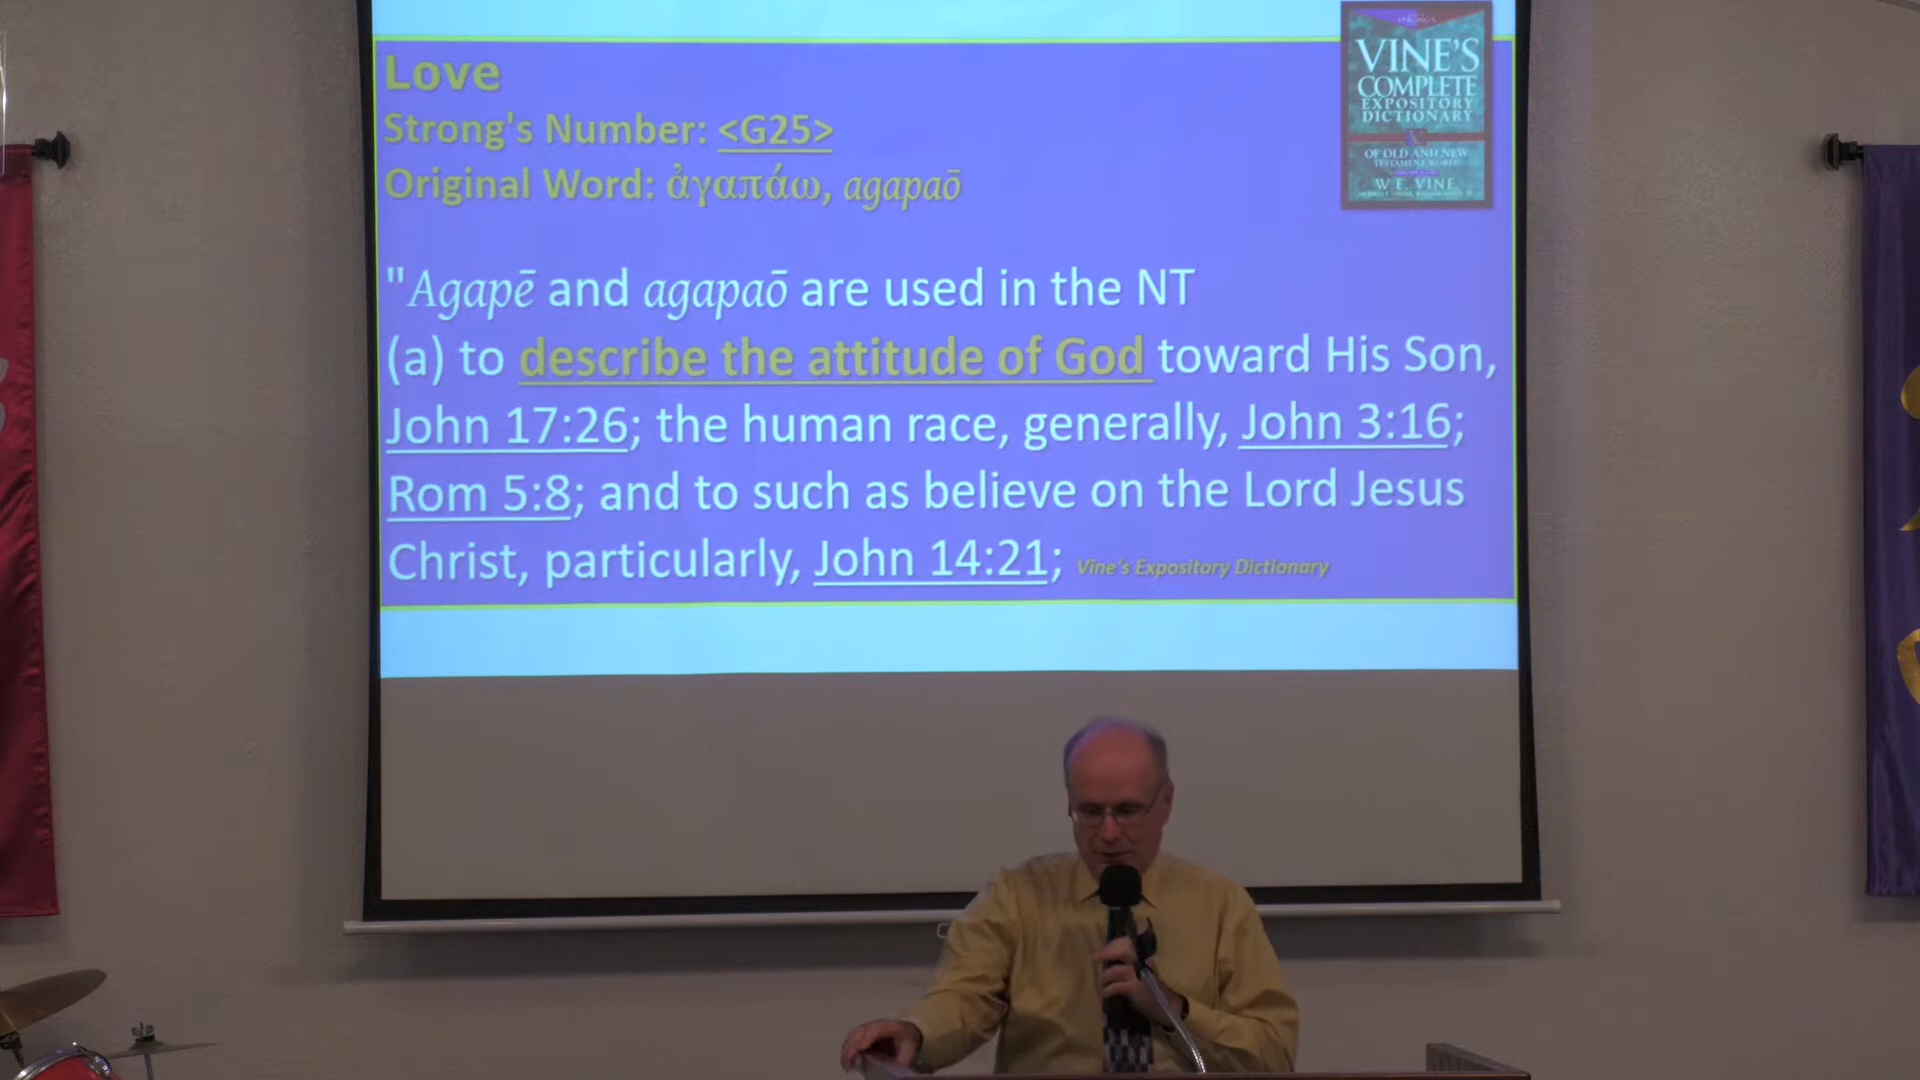 Love
Strong's Number: <G25>
Original Word: ἀγαπάω, agapaō
"Agapē and agapaō are used in the NT
(a) to describe the attitude of God toward His Son,
John 17:26; the human race, generally, John 3:16;
Rom 5:8; and to such as believe on the Lord Jesus
Christ, particularly, John 14:21; Vine's Expository Dictionary
VINE'S
COMPLETE
EXPOSITORY
DICTIONARY
OF OLD AND NEW
TESTAMENT WORDS
W.E. VINE